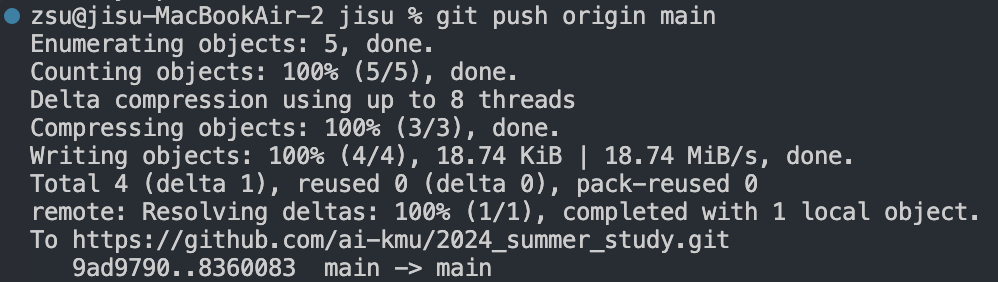 zsu@jisu-MacBookAir-2 jisu % git push origin main
Enumerating objects: 5, done.
Counting objects: 100% (5/5), done.
Delta compression using up to 8 threads
Compressing objects: 100% (3/3), done.
Writing objects: 100% (4/4), 18.74 KiB | 18.74 MiB/s, done.
Total 4 (delta 1), reused 0 (delta 0), pack-reused 0
remote: Resolving deltas: 100% (1/1), completed with 1 local object.
To https://github.com/ai-kmu/2024_summer_study.git
   9ad9790..8360083  main -> main